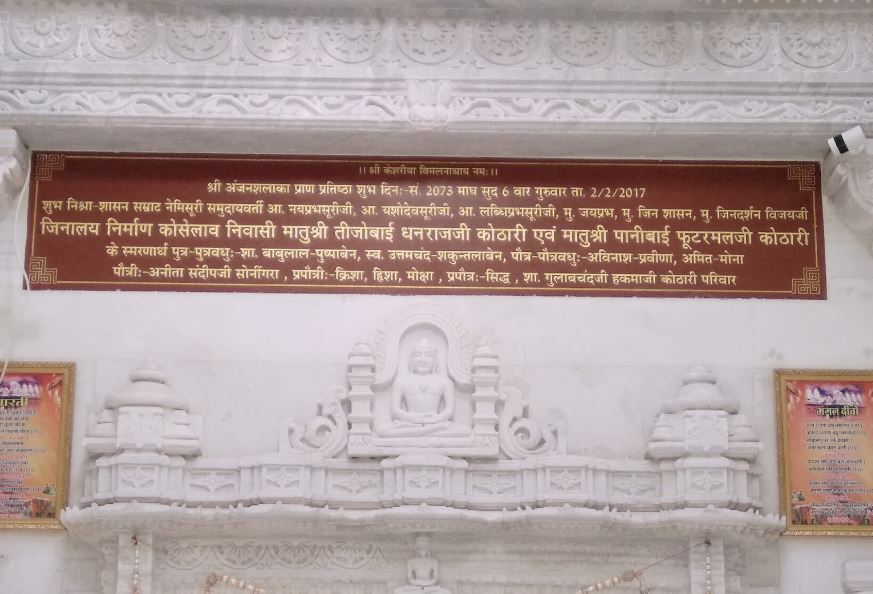 ।। श्री केशरीया विमलनाथाय नमः।।
श्री अंजनशलाका प्राण प्रतिष्ठा शुभ दिनः-सं. 2073 माघ सुद 6 वार गुरुवार ता. 2/2/2017
शुभ निश्रा-शासन सम्राट नेमिसूरी समुदायवर्ती आ. नयप्रभसूरीजी, आ. यशोदेवसूरीजी, आ. लब्धिप्रभसूरीजी, मु. जयप्रभ, मु. जिन शासन, मु. जिनदर्शन विजयजी
जिनालय निर्माण कोसेलाव निवासी मातुश्री तीजोबाई धनराजजी कोठारी एवं मातुश्री पानीबाई फूटरमलजी कोठारी
के स्मरणार्थ पुत्र-पुत्रवधुः-शा. बाबुलाल-पुष्पाबेन, स्व. उत्तमचंद-शकुन्तलाबेन, पौत्र-पौत्रवधुः-अविनाश-प्रवीणा, अमित-मोना
पौत्रीः-अनीता संदीपजी सोनींगरा , प्रपौत्रीः-क्रिशा, ह्रिशा, मोक्षा , प्रपौत्रः-सिद्ध , शा. गुलाबचंदजी हकमाजी कोठारी परिवार
आरती
मंगल दीवो